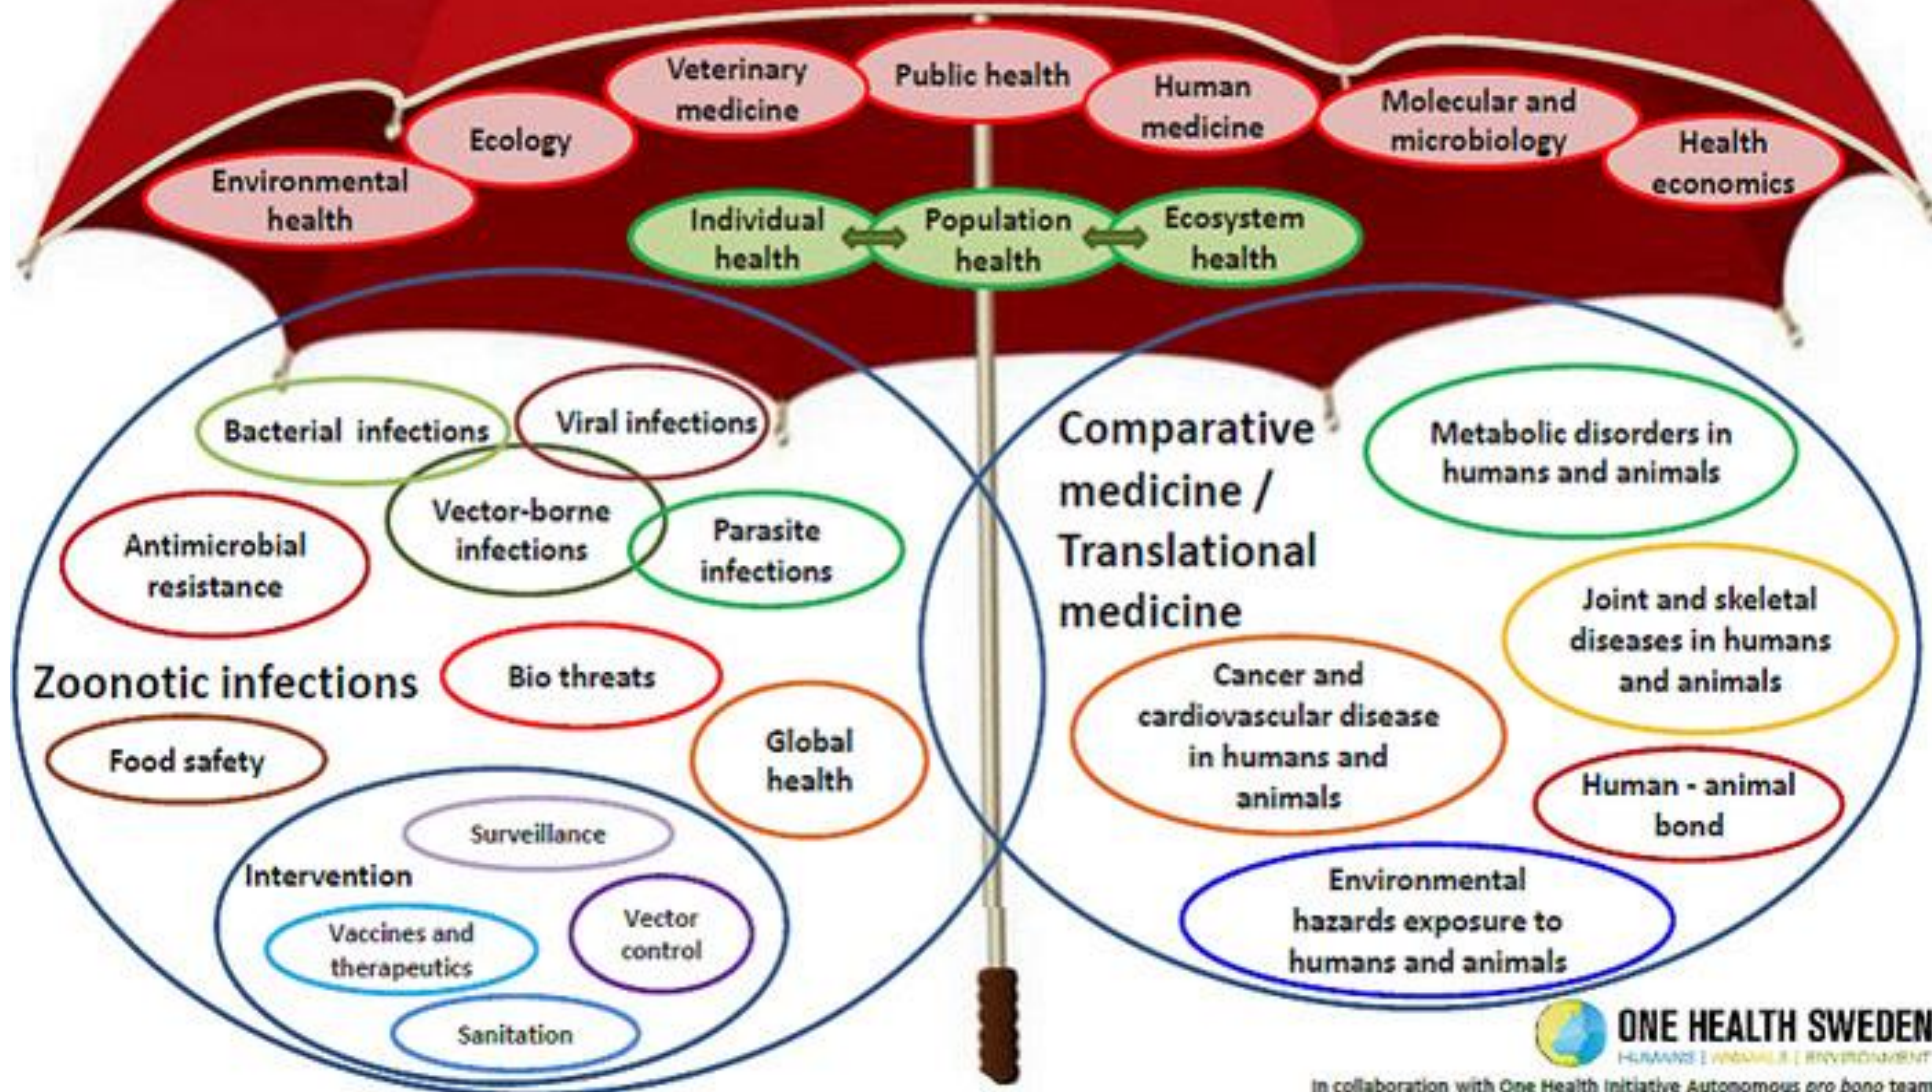 Veterinary
medicine
Public health
Human
medicine
Molecular and
microbiology
Health
economics
Ecology
Environmental
health
Individual
health
Population
health
Ecosystem
health
Bacterial infections
Viral infections
Vector-borne
infections
Parasite
infections
Antimicrobial
resistance
Zoonotic infections
Bio threats
Food safety
Global
health
Surveillance
Intervention
Vaccines and
therapeutics
Vector
control
Sanitation
Comparative
medicine /
Translational
medicine
Metabolic disorders in
humans and animals
Joint and skeletal
diseases in humans
and animals
Cancer and
cardiovascular disease
in humans and
animals
Human - animal
bond
Environmental
hazards exposure to
humans and animals
ONE HEALTH SWEDEN
HUMANS | ANIMALS | ENVIRONMENT
In collaboration with One Health Initiative Autonomous pro bono team